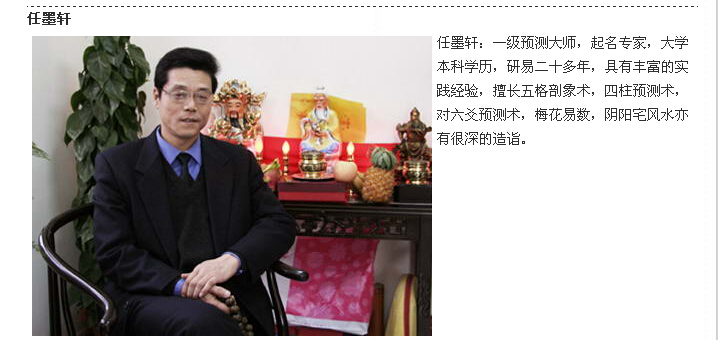 任墨轩
任墨轩：一级预测大师，起名专家，大学
本科学历，研易二十多年，具有丰富的实
践经验，擅长五格剖象术，四柱预测术，
对六爻预测术，梅花易数，阴阳宅风水亦
有很深的造诣。